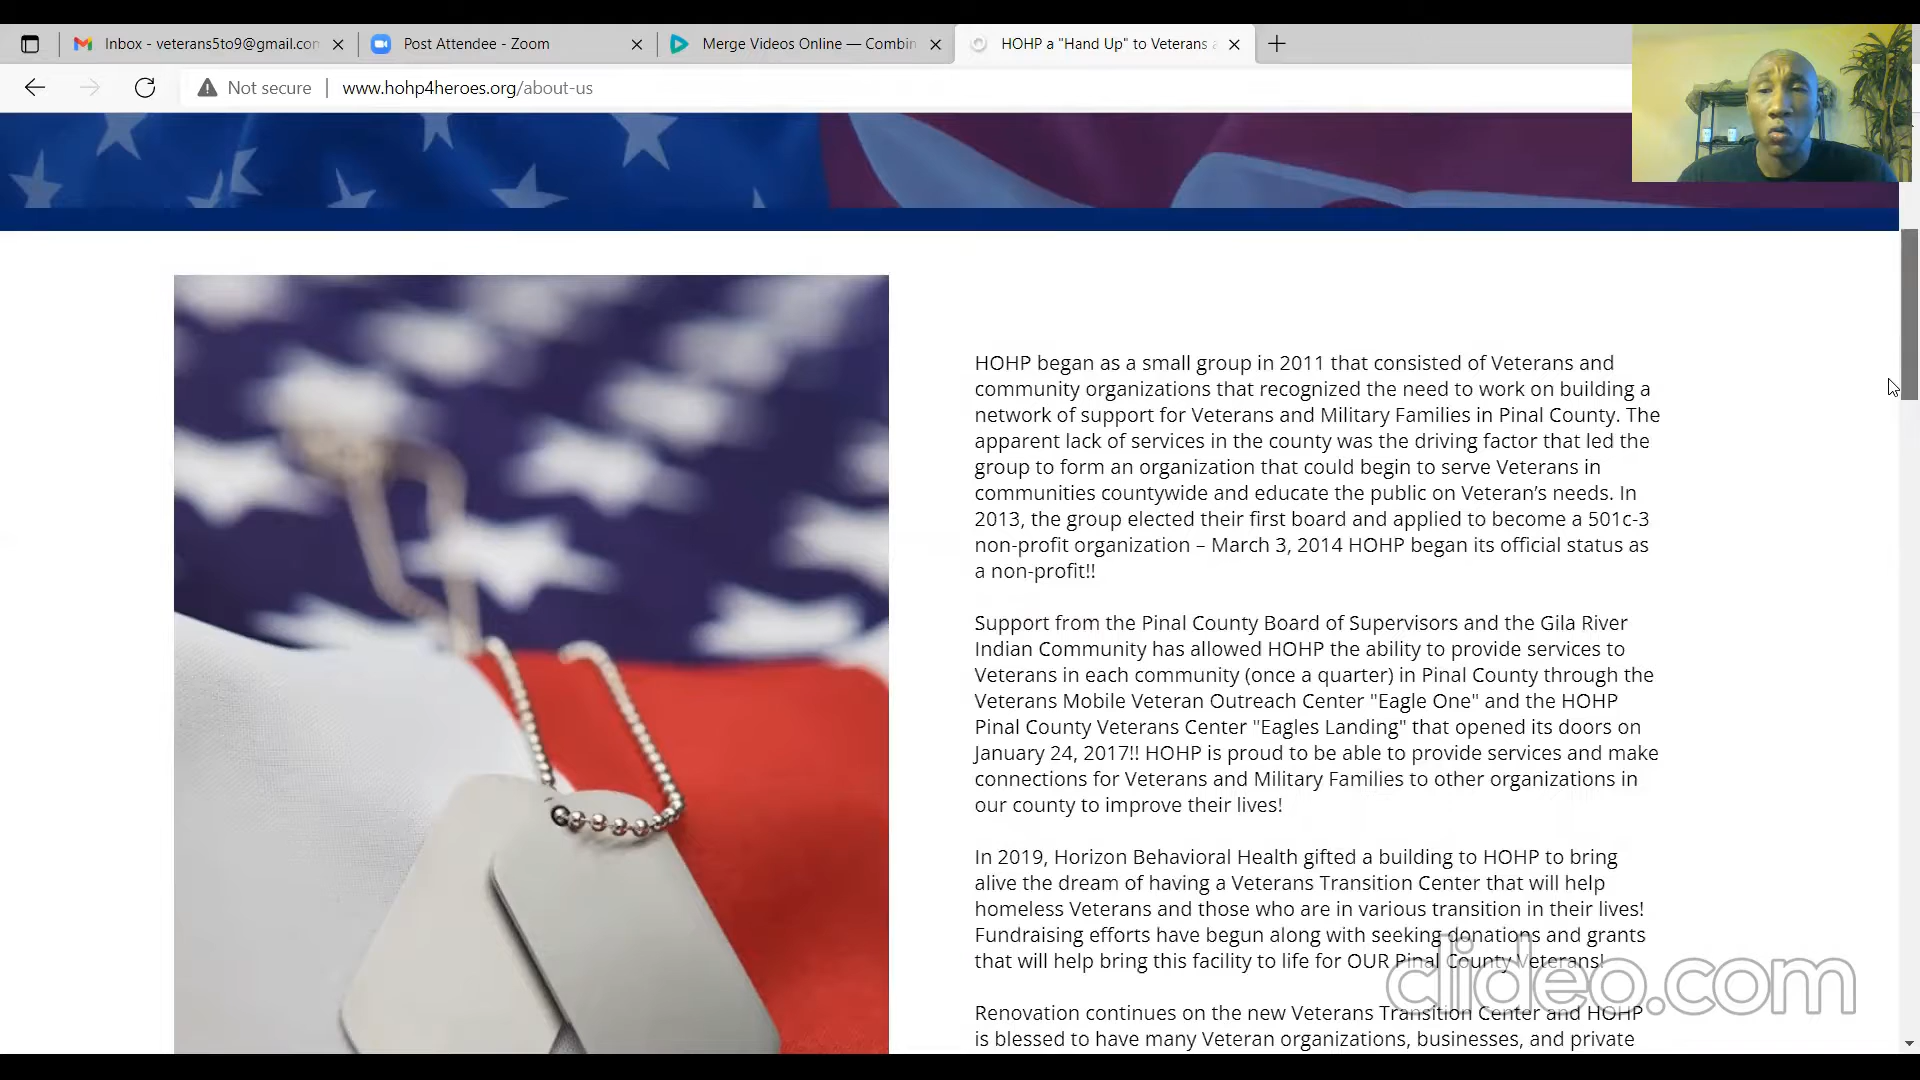 Inbox - veterans5to9@gmail.con
Post Attendee - Zoom
Merge Videos Online — Combin
HOHP a "Hand Up" to Veterans a
Not secure
www.hohp4heroes.org/about-us
HOHP began as a small group in 2011 that consisted of Veterans and
community organizations that recognized the need to work on building a
network of support for Veterans and Military Families in Pinal County. The
apparent lack of services in the county was the driving factor that led the
group to form an organization that could begin to serve Veterans in
communities countywide and educate the public on Veteran’s needs. In
2013, the group elected their first board and applied to become a 501c-3
non-profit organization – March 3, 2014 HOHP began its official status as
a non-profit!!
Support from the Pinal County Board of Supervisors and the Gila River
Indian Community has allowed HOHP the ability to provide services to
Veterans in each community (once a quarter) in Pinal County through the
Veterans Mobile Veteran Outreach Center "Eagle One" and the HOHP
Pinal County Veterans Center "Eagles Landing" that opened its doors on
January 24, 2017!! HOHP is proud to be able to provide services and make
connections for Veterans and Military Families to other organizations in
our county to improve their lives!
In 2019, Horizon Behavioral Health gifted a building to HOHP to bring
alive the dream of having a Veterans Transition Center that will help
homeless Veterans and those who are in various transition in their lives!
Fundraising efforts have begun along with seeking donations and grants
that will help bring this facility to life for OUR Pinal County Veterans!
Renovation continues on the new Veterans Transition Center and HOHP
is blessed to have many Veteran organizations, businesses, and private
clideo.com